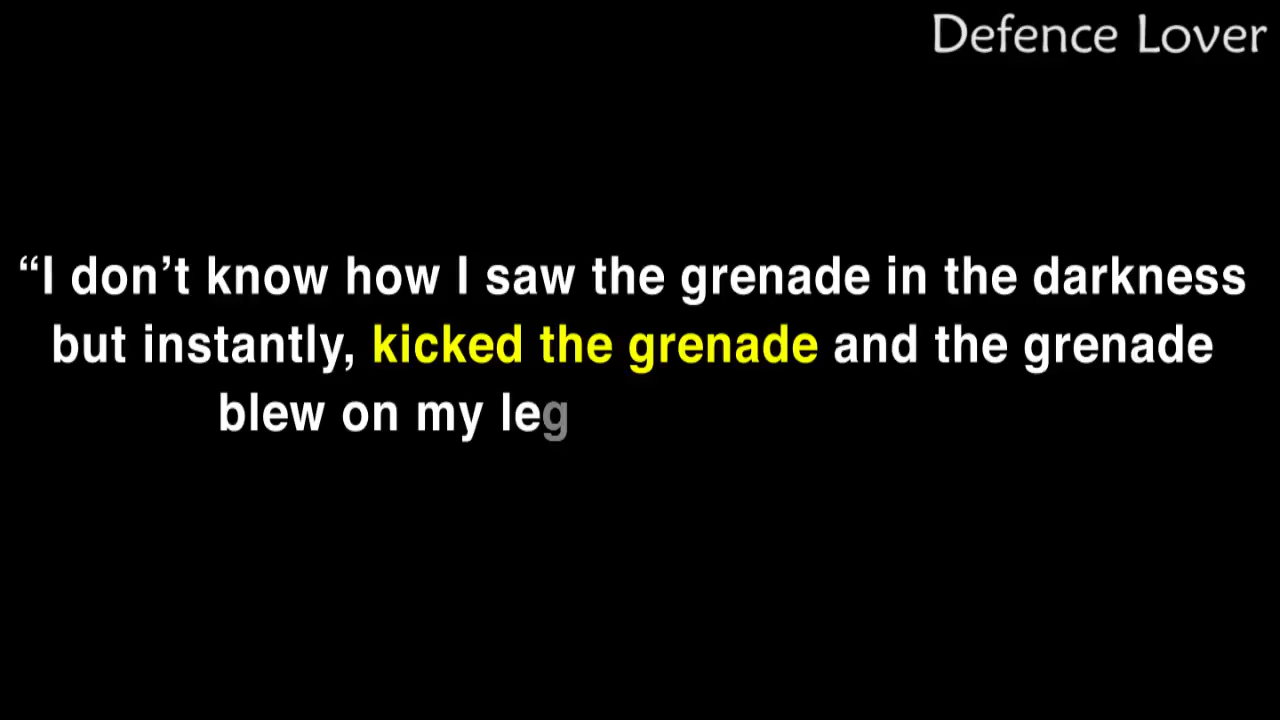 Defence Lover
“I don’t know how I saw the grenade in the darkness
but instantly, kicked the grenade and the grenade
blew on my leg